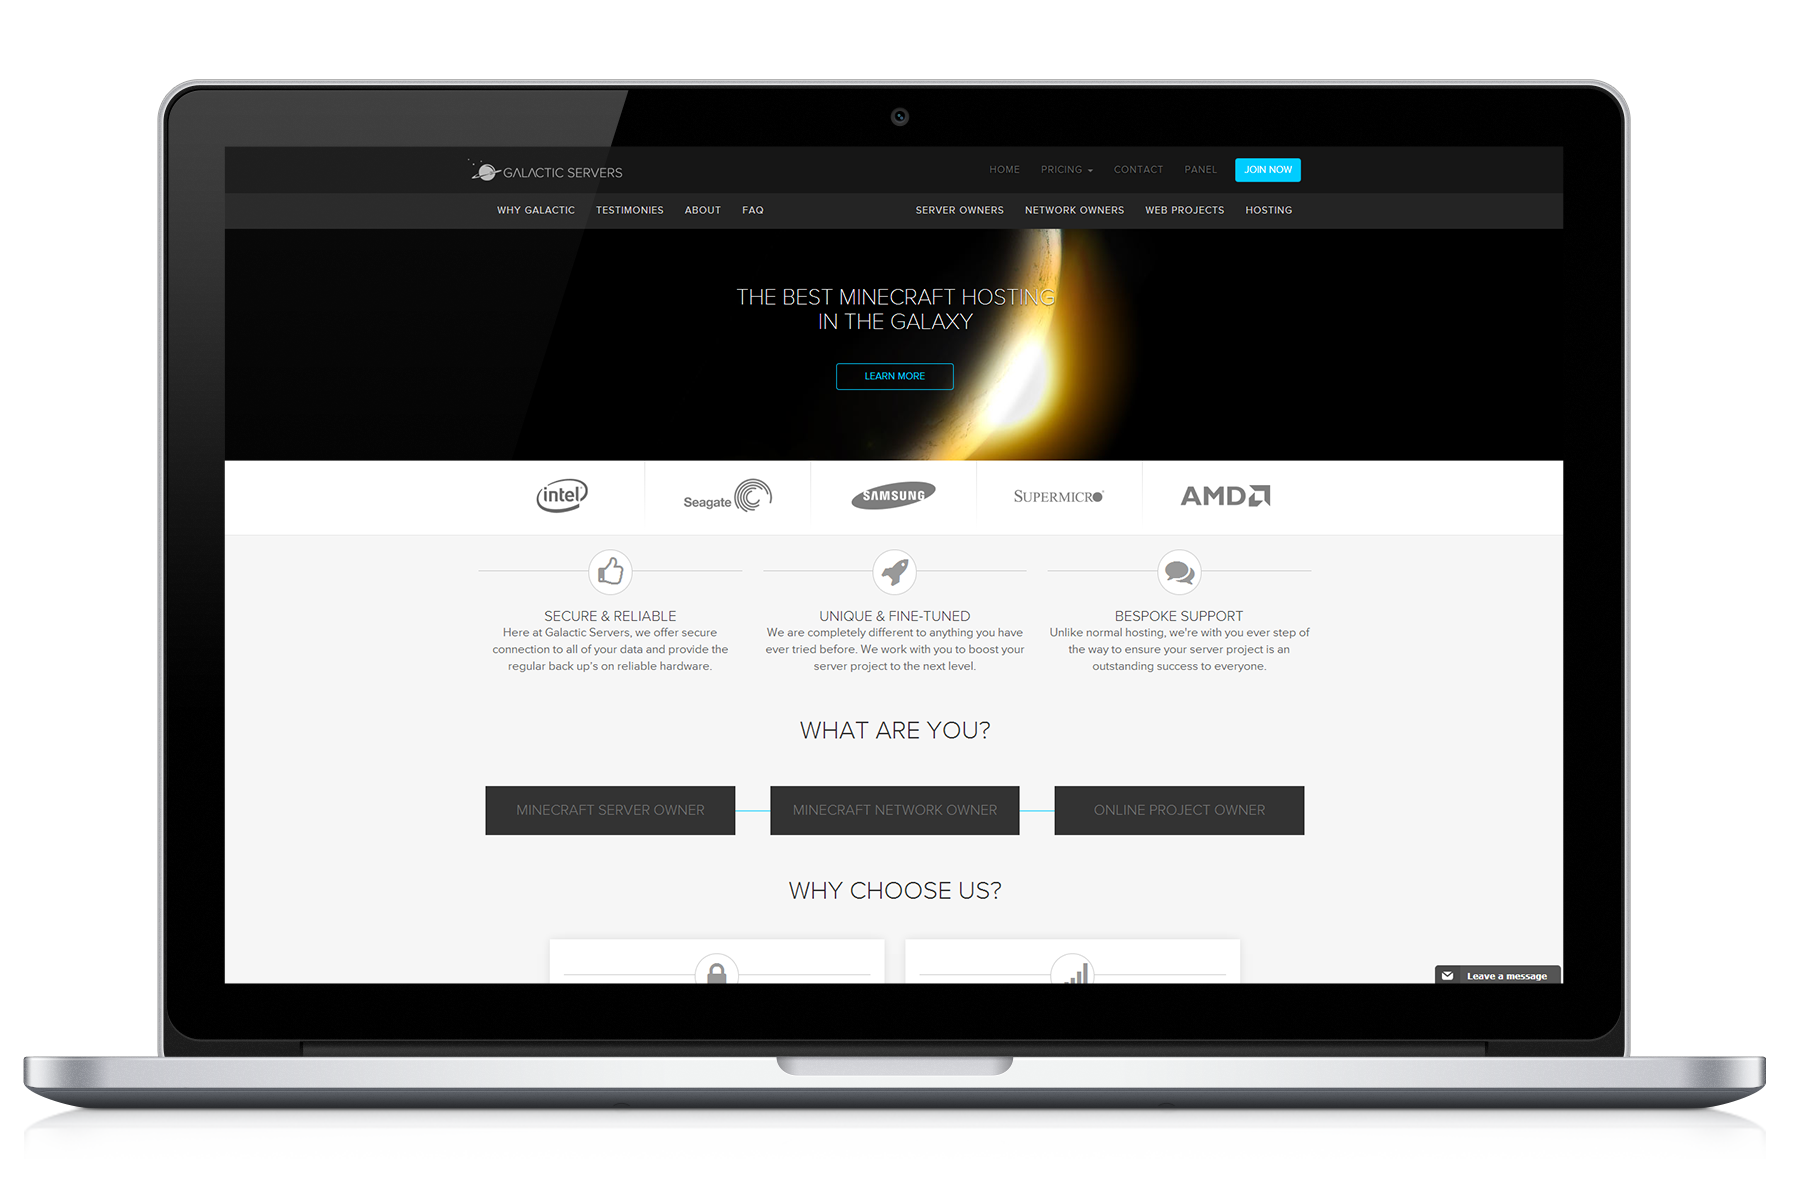 GALACTIC SERVERS
HOME PRICING CONTACT PANEL JOIN NOW
WHY GALACTIC TESTIMONIES ABOUT FAQ SERVER OWNERS NETWORK OWNERS WEB PROJECTS HOSTING
THE BEST MINECRAFT HOSTING
IN THE GALAXY
LEARN MORE
intel Seagate SAMSUNG SUPERMICRO AMD
SECURE & RELIABLE
Here at Galactic Servers, we offer secure
connection to all of your data and provide the
regular back up's on reliable hardware.
UNIQUE & FINE-TUNED
We are completely different to anything you have
ever tried before. We work with you to boost your
server project to the next level.
BESPOKE SUPPORT
Unlike normal hosting, we're with you ever step of
the way to ensure your server project is an
outstanding success to everyone.
WHAT ARE YOU?
MINECRAFT SERVER OWNER MINECRAFT NETWORK OWNER ONLINE PROJECT OWNER
WHY CHOOSE US?
Leave a message